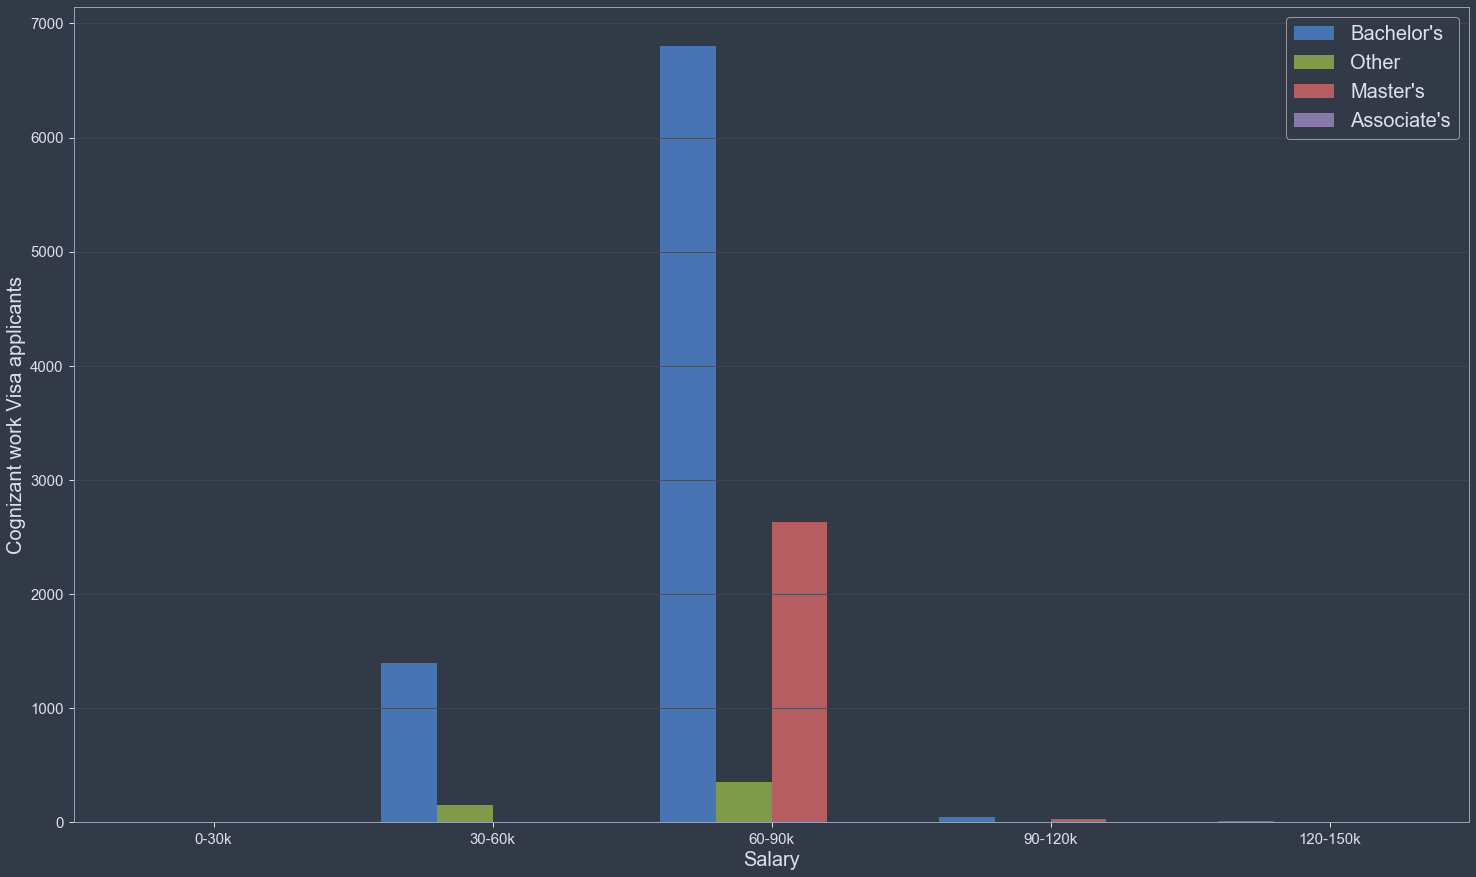 7000
6000
5000
4000
3000
2000
1000
0
Cognizant work Visa applicants
Bachelor's
Other
Master's
Associate's
0-30k
30-60k
60-90k
90-120k
120-150k
Salary